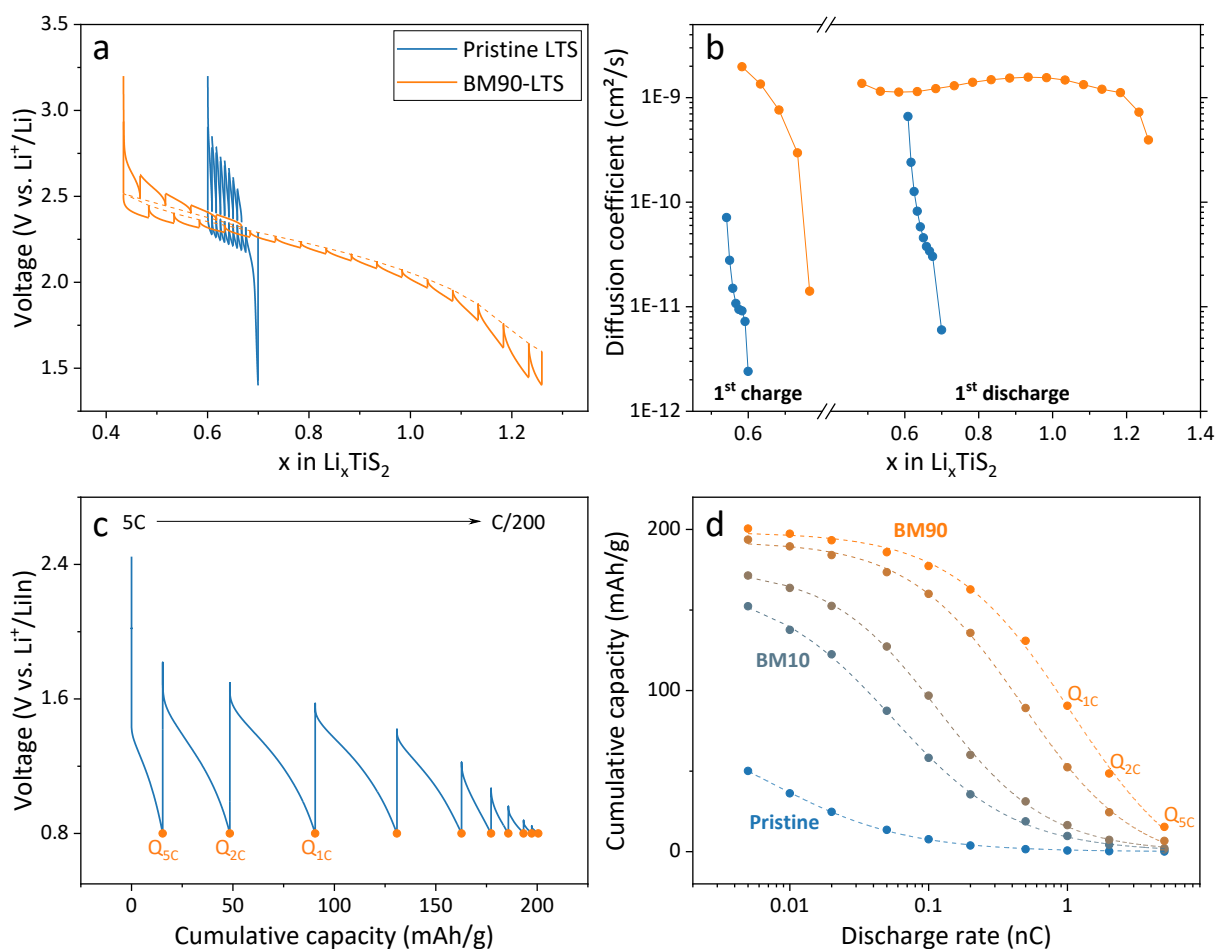 a
Pristine LTS
BM90-LTS
3.5
3.0
2.5
2.0
1.5
0.4
0.6
0.8
1.0
1.2
Voltage (V vs. Li⁺/Li)
x in LiₓTiS₂
b
1E-9
1E-10
1E-11
1E-12
Diffusion coefficient (cm²/s)
1ˢᵗ charge
1ˢᵗ discharge
0.6
0.6
0.8
1.0
1.2
1.4
x in LiₓTiS₂
c
5C
C/200
2.4
1.6
0.8
Voltage (V vs. Li⁺/LiIn)
Q5C
Q2C
Q1C
0
50
100
150
200
Cumulative capacity (mAh/g)
d
BM90
BM10
Pristine
Q1C
Q2C
Q5C
200
100
0
Cumulative capacity (mAh/g)
0.01
0.1
1
Discharge rate (nC)